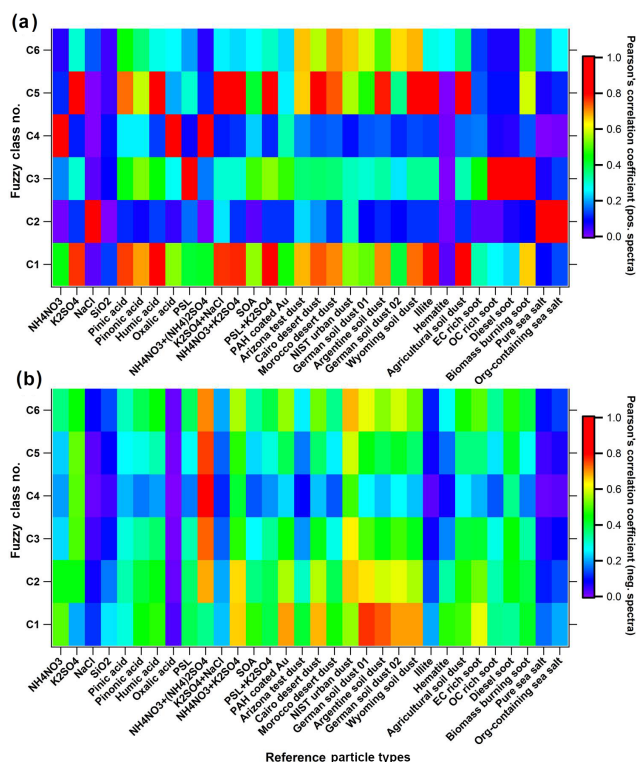 (a)
Fuzzy class no.
C6
C5
C4
C3
C2
C1
NH4NO3
K2SO4
NaCl
SiO2
Pinic acid
Pinonic acid
Humic acid
Oxalic acid
PSL
NH4NO3+(NH4)2SO4
K2SO4+NaCl
NH4NO3+K2SO4
SOA
PSL+K2SO4
PAH coated Au
Arizona test dust
Cairo desert dust
Morocco desert dust
NIST urban dust
German soil dust 01
Argentine soil dust
German soil dust 02
Wyoming soil dust
Illite
Hematite
Agricultural soil dust
EC rich soot
OC rich soot
Diesel soot
Biomass burning soot
Pure sea salt
Org-containing sea salt
1.0
0.8
0.6
0.4
0.2
0.0
Pearson's correlation coefficient (pos. spectra)
(b)
Fuzzy class no.
C6
C5
C4
C3
C2
C1
NH4NO3
K2SO4
NaCl
SiO2
Pinic acid
Pinonic acid
Humic acid
Oxalic acid
PSL
NH4NO3+(NH4)2SO4
K2SO4+NaCl
NH4NO3+K2SO4
SOA
PSL+K2SO4
PAH coated Au
Arizona test dust
Cairo desert dust
Morocco desert dust
NIST urban dust
German soil dust 01
Argentine soil dust
German soil dust 02
Wyoming soil dust
Illite
Hematite
Agricultural soil dust
EC rich soot
OC rich soot
Diesel soot
Biomass burning soot
Pure sea salt
Org-containing sea salt
1.0
0.8
0.6
0.4
0.2
0.0
Pearson's correlation coefficient (neg. spectra)
Reference particle types